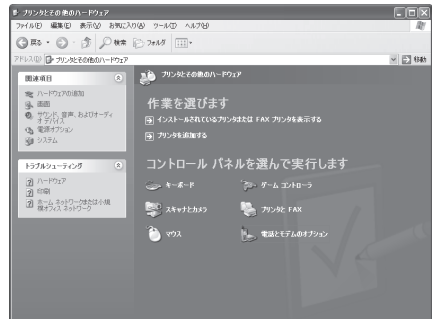 プリンタとその他のハードウェア
ファイル(F) 編集(E) 表示(V) お気に入り(A) ツール(T) ヘルプ(H)
戻る 検索 フォルダ
アドレス(D) プリンタとその他のハードウェア 移動
関連項目
ハードウェアの追加
画面
サウンド、音声、およびオーディオ デバイス
電源オプション
システム
トラブルシューティング
ハードウェア
印刷
ホーム ネットワークまたは小規模オフィス ネットワーク
プリンタとその他のハードウェア
作業を選びます
インストールされているプリンタまたは FAX プリンタを表示する
プリンタを追加する
コントロール パネルを選んで実行します
キーボード
ゲーム コントローラ
スキャナとカメラ
プリンタと FAX
マウス
電話とモデムのオプション